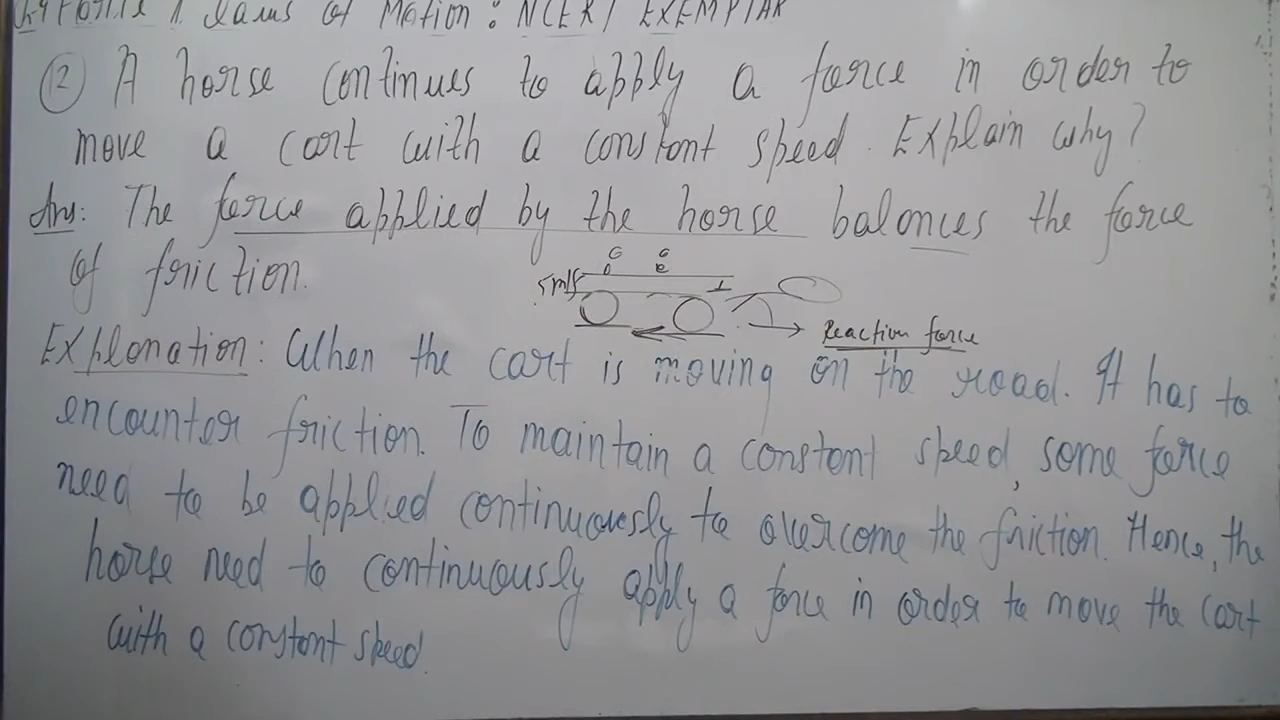 Laws of Motion : NCERT EXEMPLAR
12 A horse continues to apply a force in order to
move a cart with a constant speed. Explain why?
Ans: The force applied by the horse balances the force
of friction.
5m/s
Reaction force
Explanation: When the cart is moving on the road. It has to
encounter friction. To maintain a constant speed, some force
need to be applied continuously to overcome the friction. Hence, the
horse need to continuously apply a force in order to move the cart
with a constant speed.